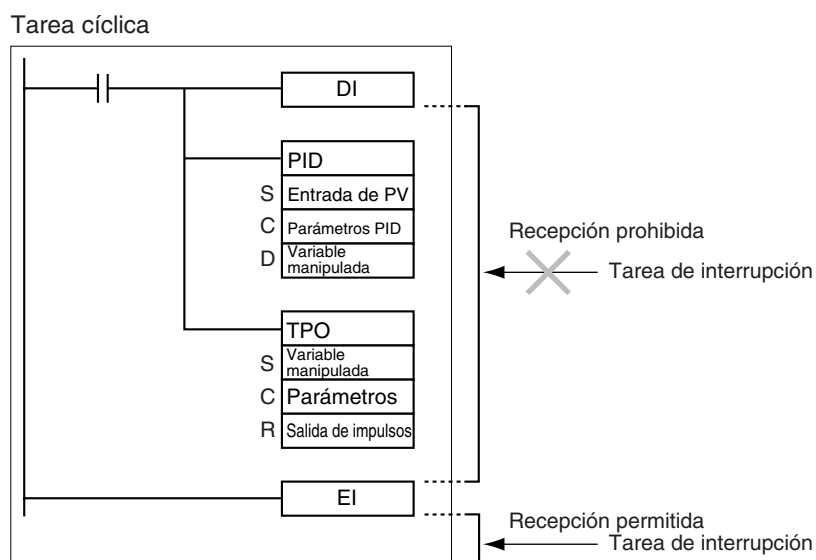 Tarea cíclica
DI
PID
S Entrada de PV
C Parámetros PID
D Variable
manipulada
Recepción prohibida
Tarea de interrupción
TPO
S Variable
manipulada
C Parámetros
R Salida de impulsos
EI
Recepción permitida
Tarea de interrupción